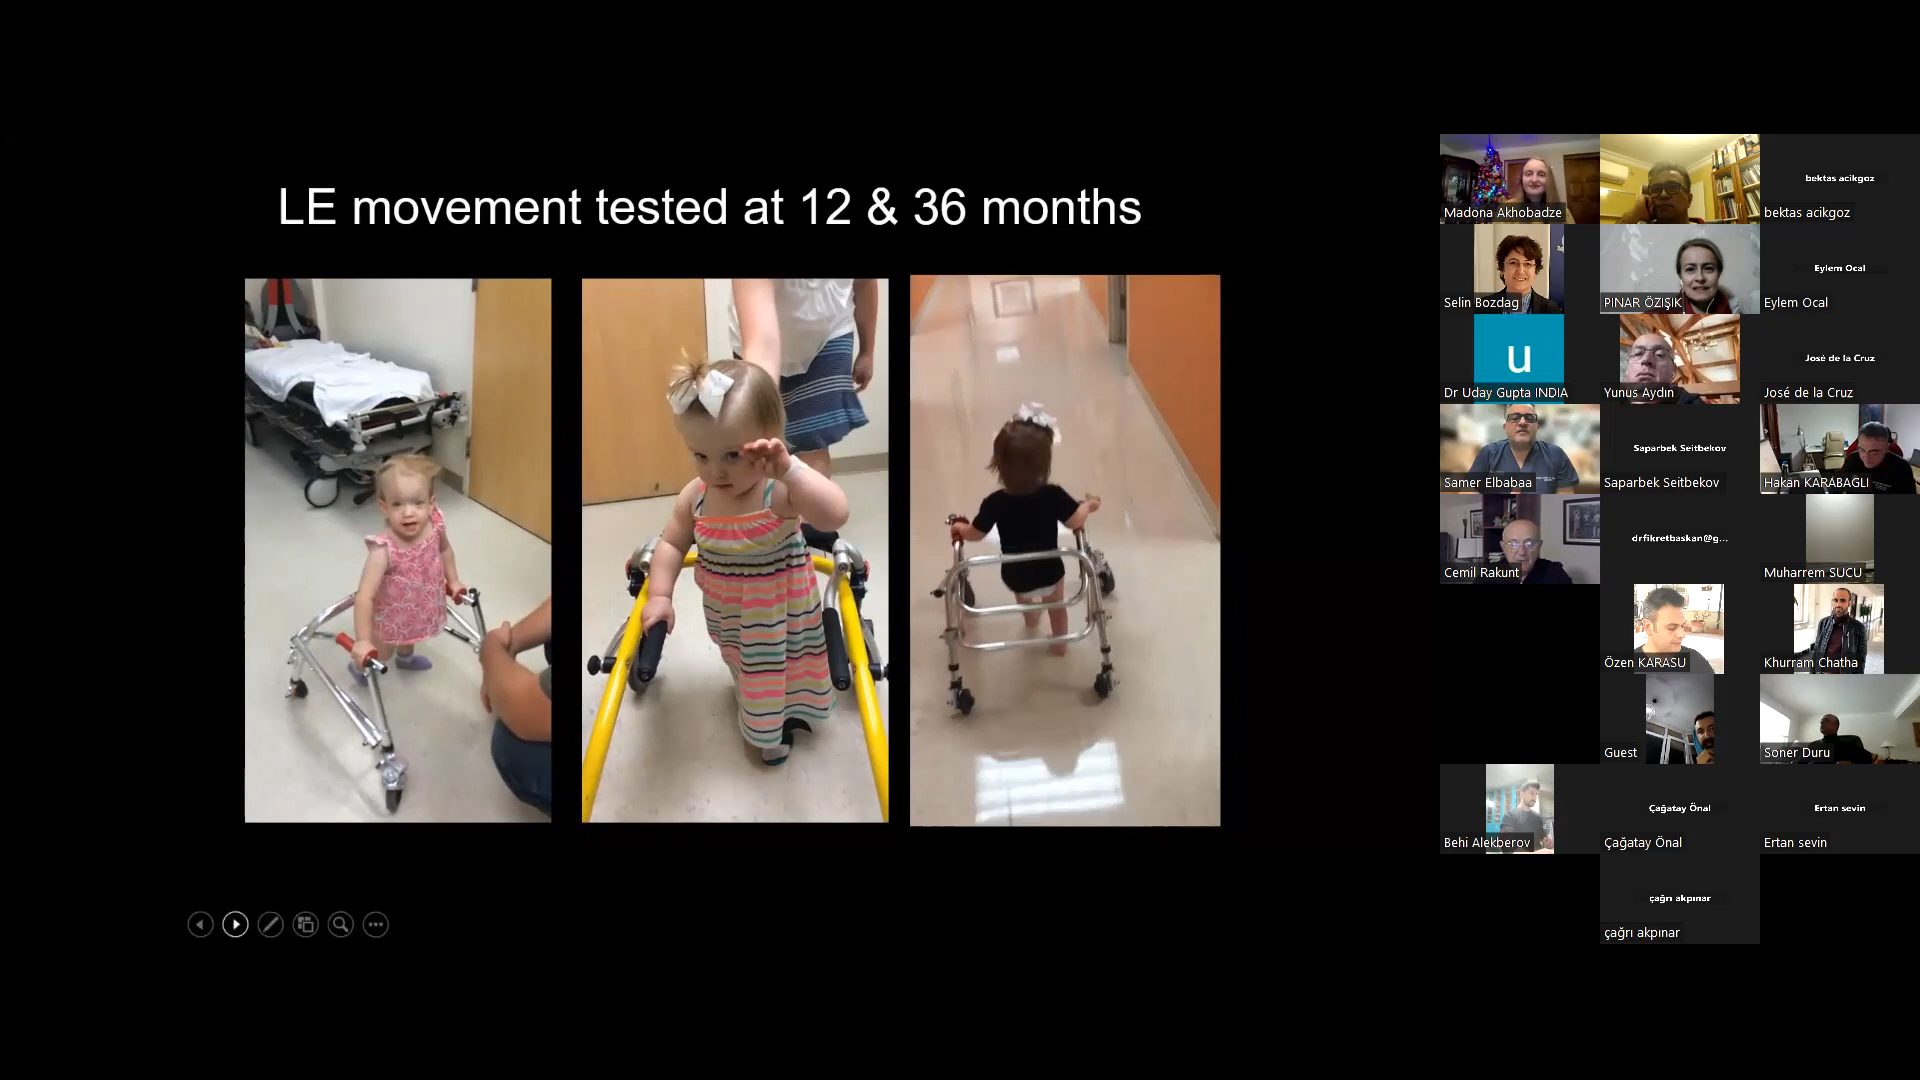 LE movement tested at 12 & 36 months
Madona Akhobadze
bektas acikgoz
bektas acikgoz
Selin Bozdag
PINAR ÖZIŞIK
Eylem Ocal
Eylem Ocal
u
Dr Uday Gupta INDIA
Yunus Aydın
José de la Cruz
José de la Cruz
Samer Elbabaa
Saparbek Seitbekov
Saparbek Seitbekov
Hakan KARABAGLI
Cemil Rakunt
drfikretbaskan@g...
Muharrem SUCU
Özen KARASU
Khurram Chatha
Guest
Soner Duru
Behi Alekberov
Çağatay Önal
Çağatay Önal
Ertan sevin
Ertan sevin
çağrı akpınar
çağrı akpınar